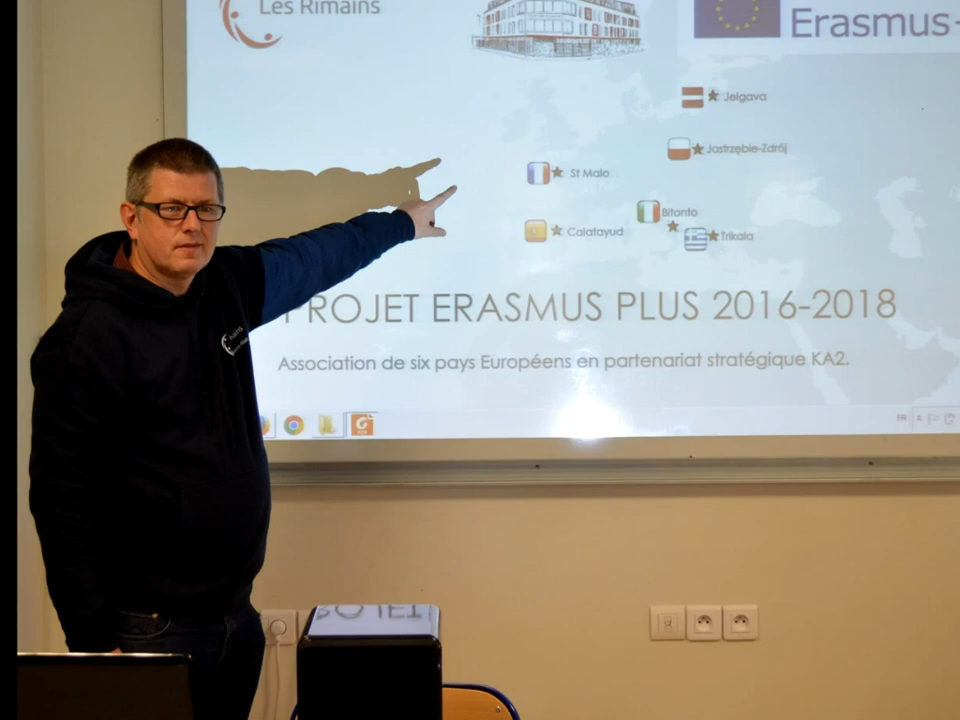 Les Rimains
Erasmus+
Jelgava
Jastrzębie-Zdrój
St Malo
Bitonto
Calatayud
Trikala
PROJET ERASMUS PLUS 2016-2018
Association de six pays Européens en partenariat stratégique KA2.
FR